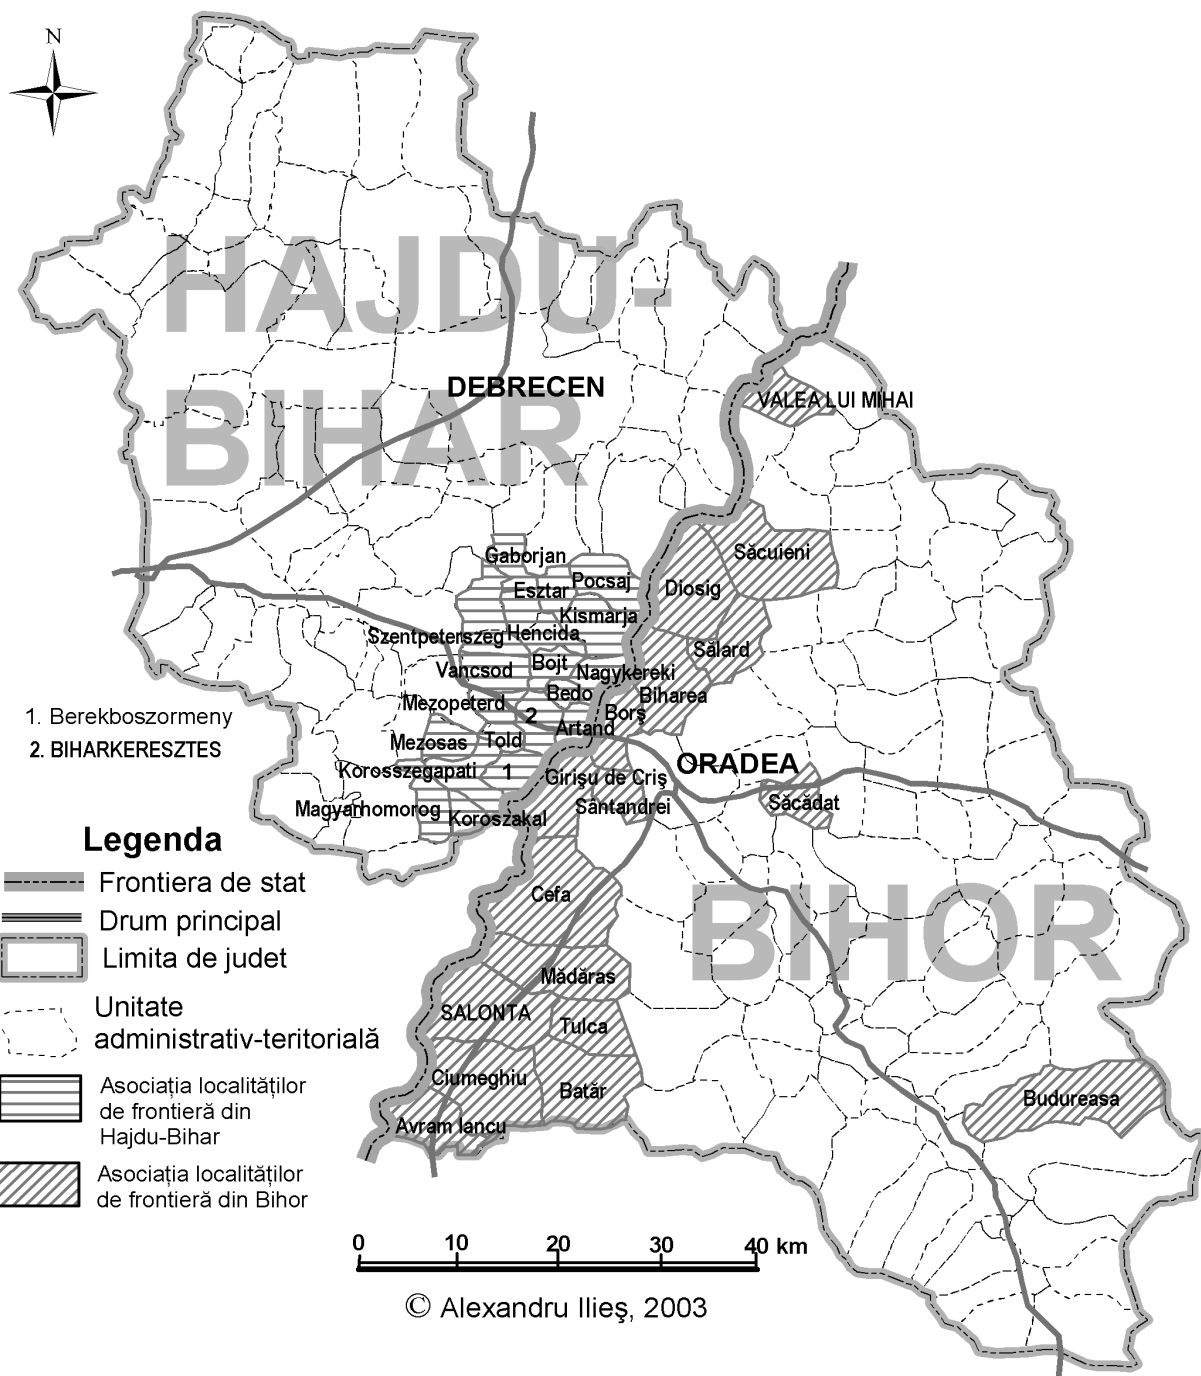 N
HAJDU-
BIHAR
DEBRECEN
VALEA LUI MIHAI
Gaborjan
Săcuieni
Esztar
Pocsaj
Diosig
Kismarja
Szentpeterszeg
Hencida
Sălard
Vancsod
Bojt
Nagykereki
Bedo
Biharea
Mezopeterd
2
Borş
Artand
Mezosas
Told
ORADEA
Korosszegapati
1
Girişu de Criş
Săcădat
Magyarhomorog
Koroszakal
Sântandrei
1. Berekboszormeny
2. BIHARKERESZTES
BIHOR
Cefa
Mădăras
SALONTA
Tulca
Ciumeghiu
Batăr
Budureasa
Avram Iancu
Legenda
Frontiera de stat
Drum principal
Limita de judet
Unitate
administrativ-teritorială
Asociaţia localităţilor
de frontieră din
Hajdu-Bihar
Asociaţia localităţilor
de frontieră din Bihor
0 10 20 30 40 km
© Alexandru Ilieş, 2003